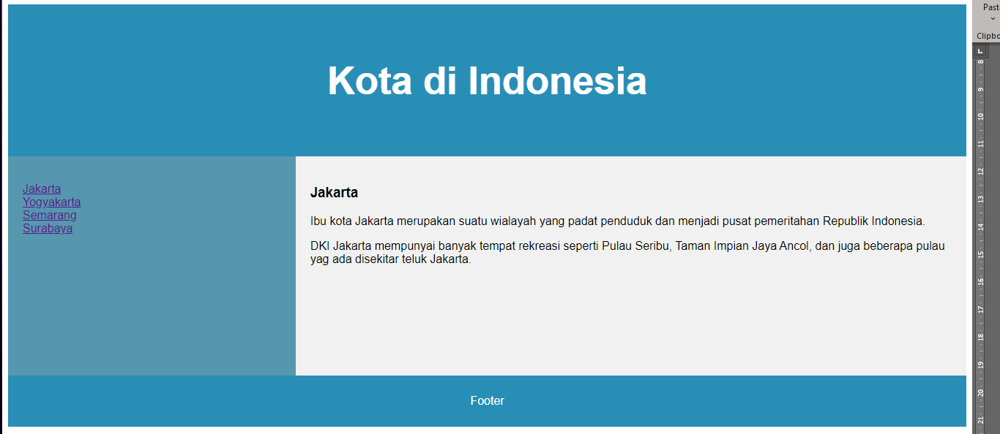 Kota di Indonesia
Jakarta
Yogyakarta
Semarang
Surabaya
Jakarta
Ibu kota Jakarta merupakan suatu wialayah yang padat penduduk dan menjadi pusat pemeritahan Republik Indonesia.
DKI Jakarta mempunyai banyak tempat rekreasi seperti Pulau Seribu, Taman Impian Jaya Ancol, dan juga beberapa pulau
yag ada disekitar teluk Jakarta.
Footer
Past
Clipbo
8
9
10
11
12
13
14
15
16
17
18
19
20
21